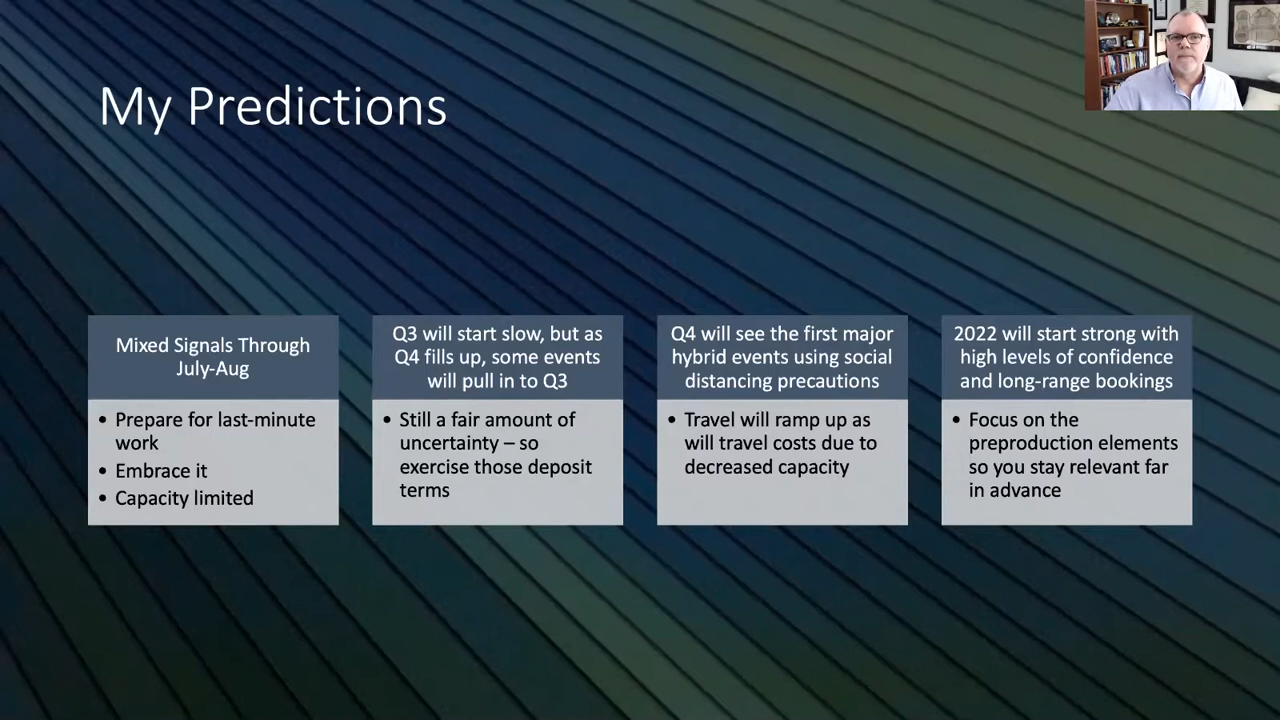 My Predictions
Mixed Signals Through
July-Aug
• Prepare for last-minute
work
• Embrace it
• Capacity limited
Q3 will start slow, but as
Q4 fills up, some events
will pull in to Q3
• Still a fair amount of
uncertainty – so
exercise those deposit
terms
Q4 will see the first major
hybrid events using social
distancing precautions
• Travel will ramp up as
will travel costs due to
decreased capacity
2022 will start strong with
high levels of confidence
and long-range bookings
• Focus on the
preproduction elements
so you stay relevant far
in advance